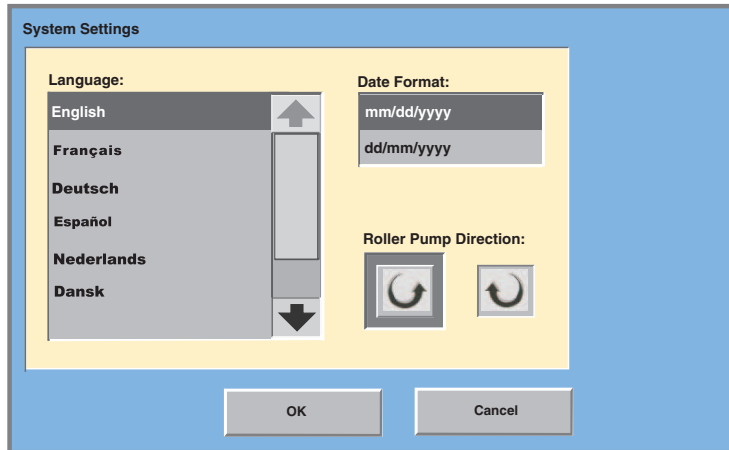 System Settings
Language:
English
Français
Deutsch
Español
Nederlands
Dansk
Date Format:
mm/dd/yyyy
dd/mm/yyyy
Roller Pump Direction:
OK
Cancel